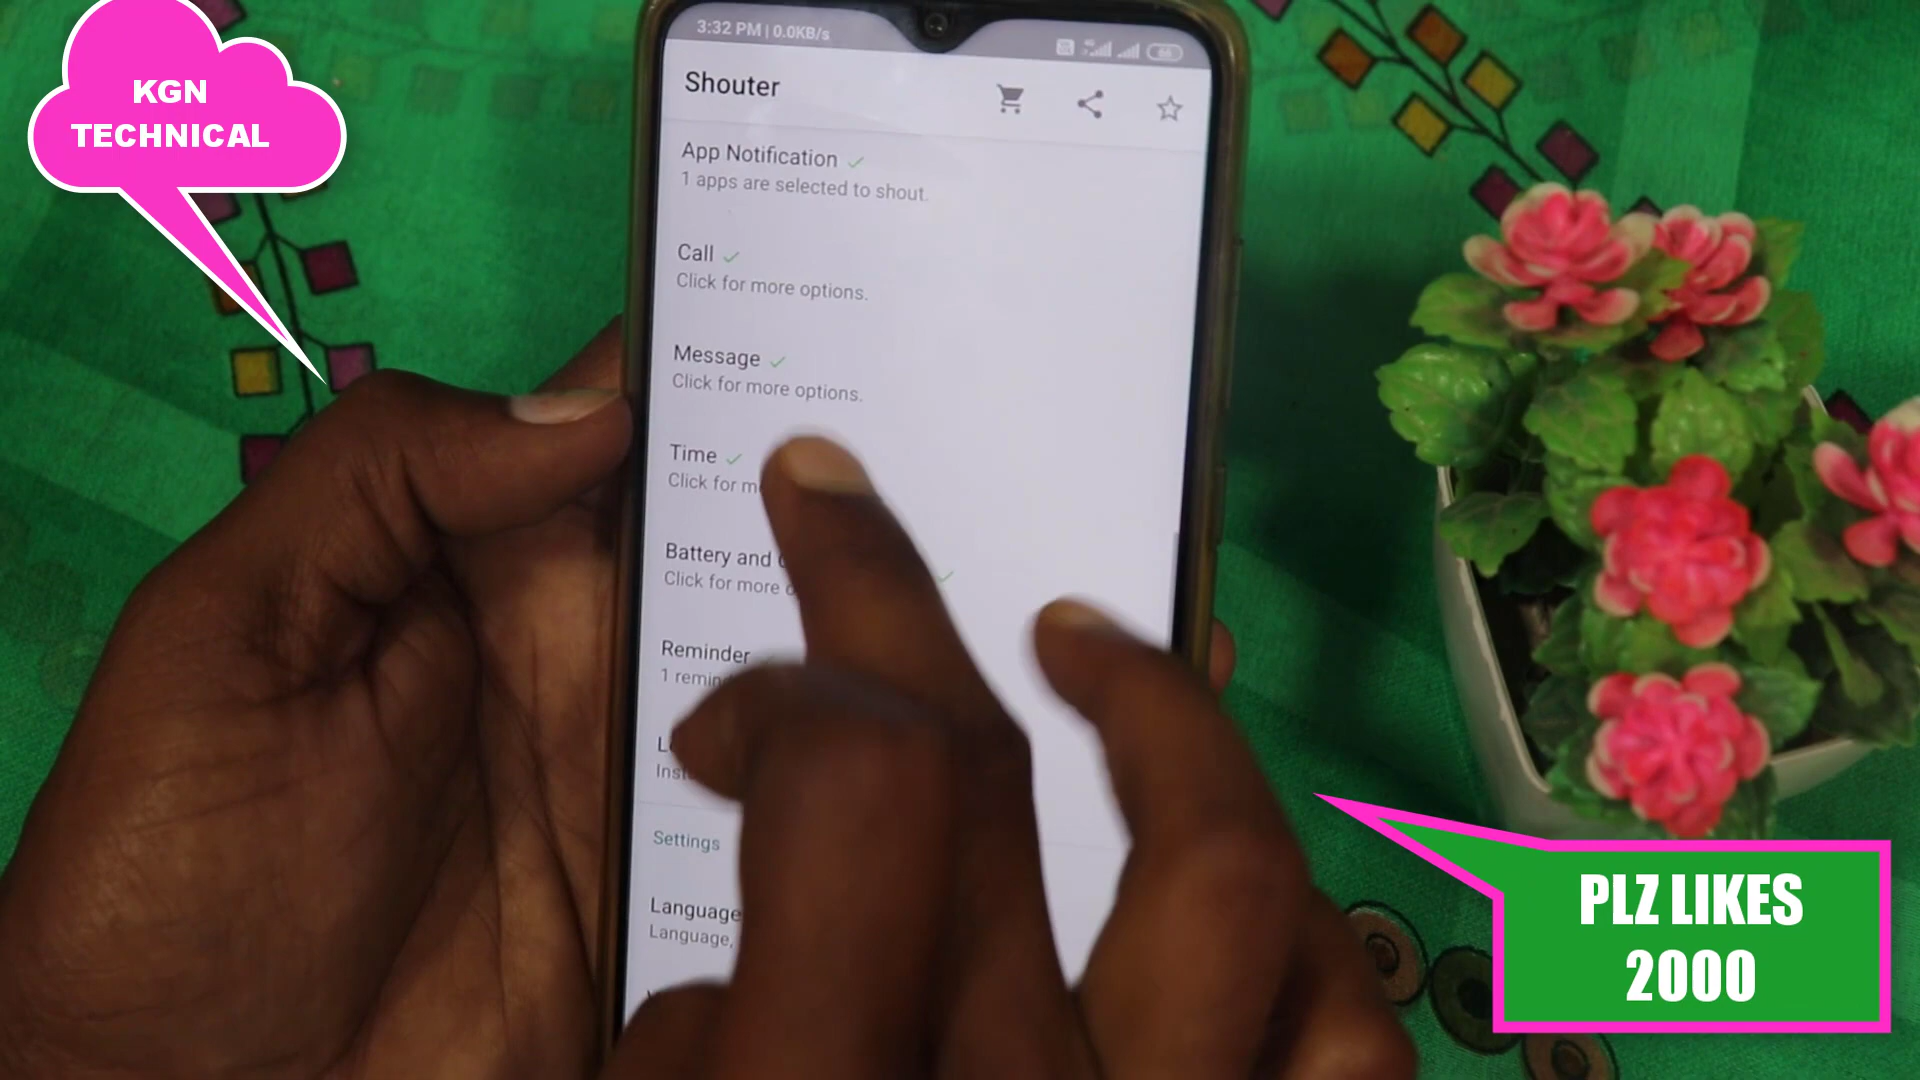 KGN
TECHNICAL
3:32 PM | 0.0KB/s
66
Shouter
App Notification
1 apps are selected to shout.
Call
Click for more options.
Message
Click for more options.
Time
Click for
Battery and
Click for more
Reminder
1
Settings
Language
Language,
PLZ LIKES
2000